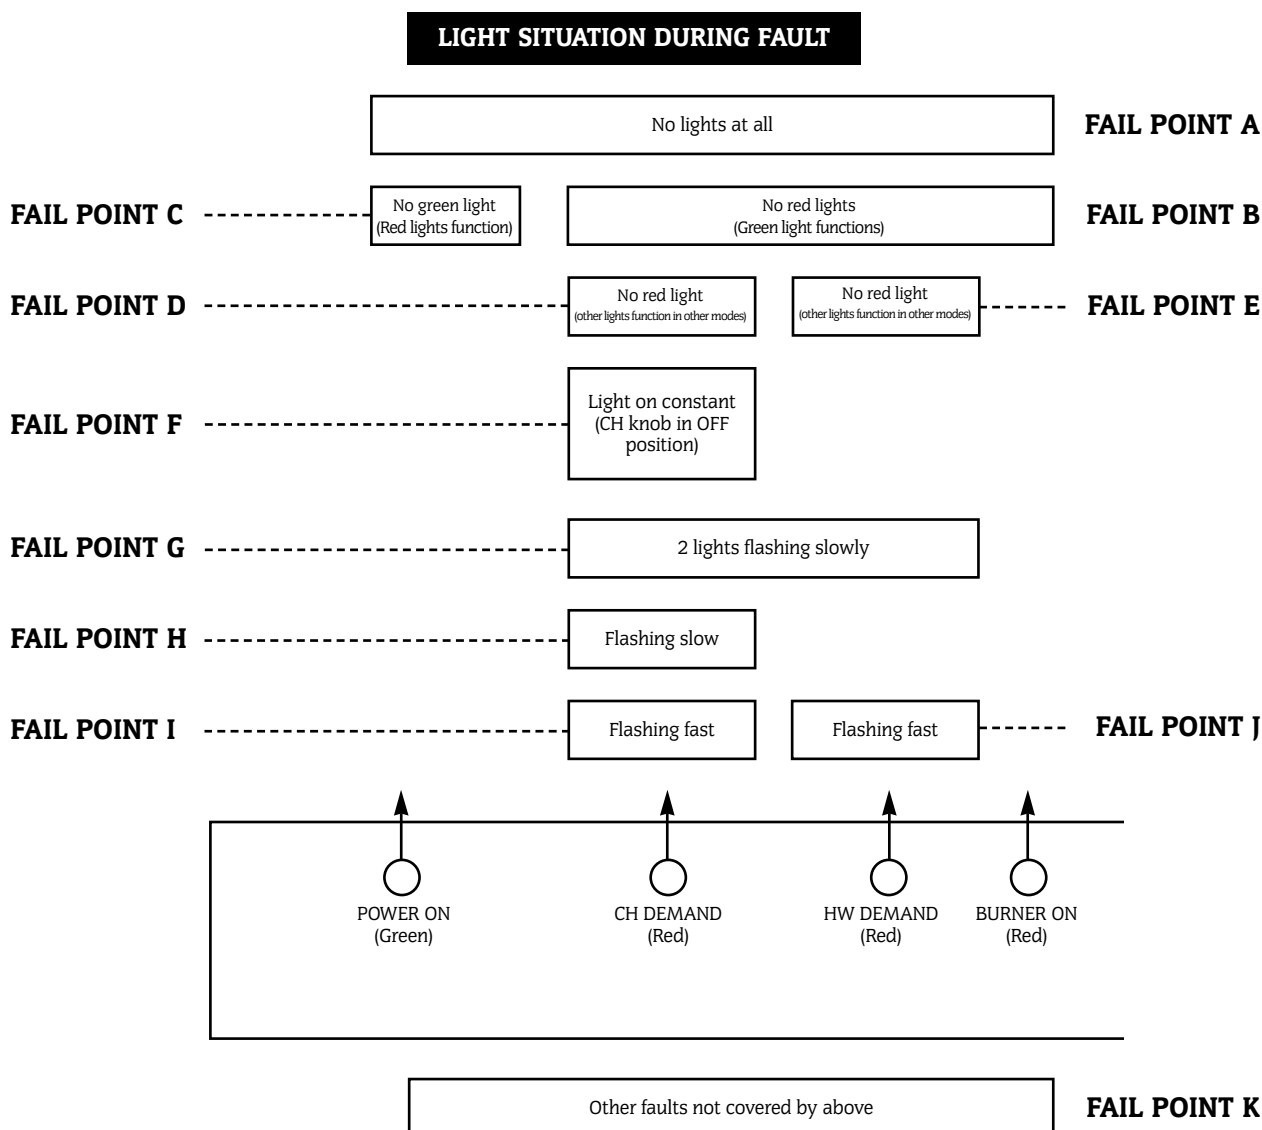 LIGHT SITUATION DURING FAULT
No lights at all
FAIL POINT A
FAIL POINT C
No green light
(Red lights function)
No red lights
(Green light functions)
FAIL POINT B
FAIL POINT D
No red light
(other lights function in other modes)
No red light
(other lights function in other modes)
FAIL POINT E
FAIL POINT F
Light on constant
(CH knob in OFF
position)
FAIL POINT G
2 lights flashing slowly
FAIL POINT H
Flashing slow
FAIL POINT I
Flashing fast
Flashing fast
FAIL POINT J
POWER ON
(Green)
CH DEMAND
(Red)
HW DEMAND
(Red)
BURNER ON
(Red)
Other faults not covered by above
FAIL POINT K